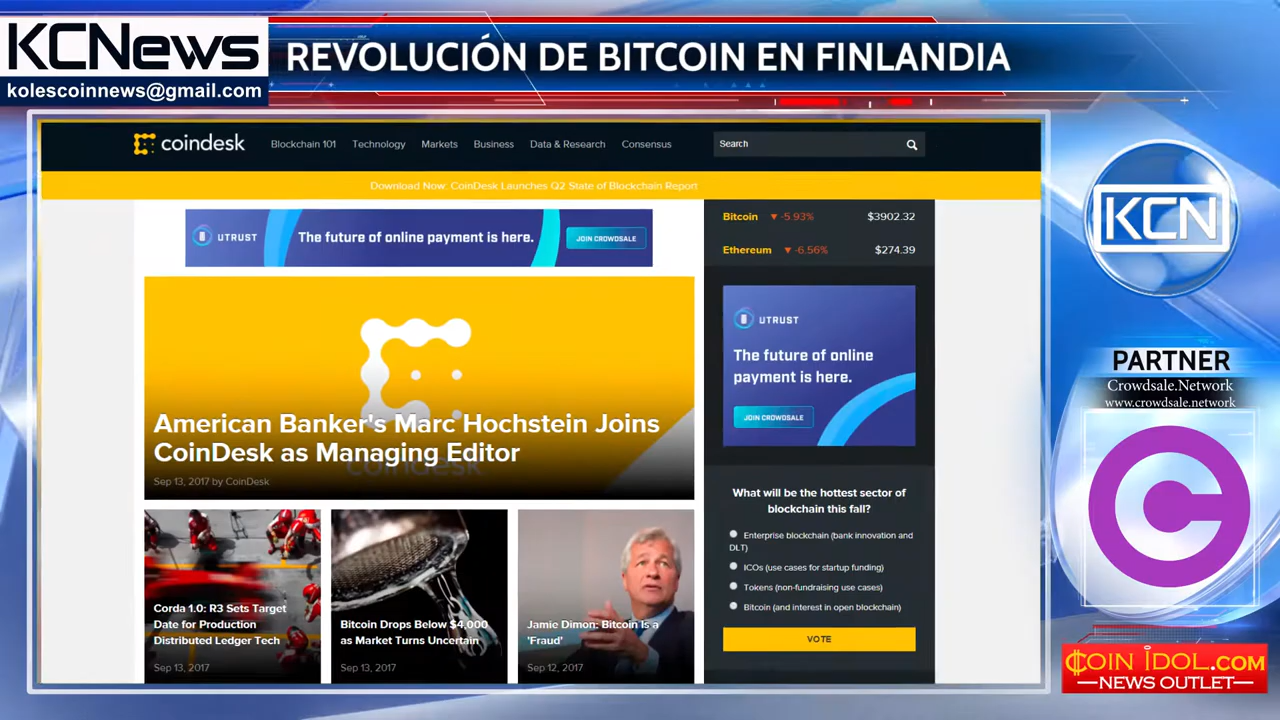 KCNews
kolescoinnews@gmail.com
REVOLUCIÓN DE BITCOIN EN FINLANDIA
coindesk
Blockchain 101
Technology
Markets
Business
Data & Research
Consensus
Search
Download Now: CoinDesk Launches Q2 State of Blockchain Report
UTRUST
The future of online payment is here.
JOIN CROWDSALE
Bitcoin ▼ -5.93% $3902.32
Ethereum ▼ -6.56% $274.39
UTRUST
The future of online
payment is here.
JOIN CROWDSALE
American Banker's Marc Hochstein Joins
CoinDesk as Managing Editor
Sep 13, 2017 by CoinDesk
coindesk
Corda 1.0: R3 Sets Target
Date for Production
Distributed Ledger Tech
Sep 13, 2017
Bitcoin Drops Below $4,000
as Market Turns Uncertain
Sep 13, 2017
Jamie Dimon: Bitcoin Is a
'Fraud'
Sep 12, 2017
What will be the hottest sector of
blockchain this fall?
Enterprise blockchain (bank innovation and
DLT)
ICOs (use cases for startup funding)
Tokens (non-fundraising use cases)
Bitcoin (and interest in open blockchain)
VOTE
KCN
PARTNER
Crowdsale.Network
www.crowdsale.network
COIN IDOL.COM
NEWS OUTLET